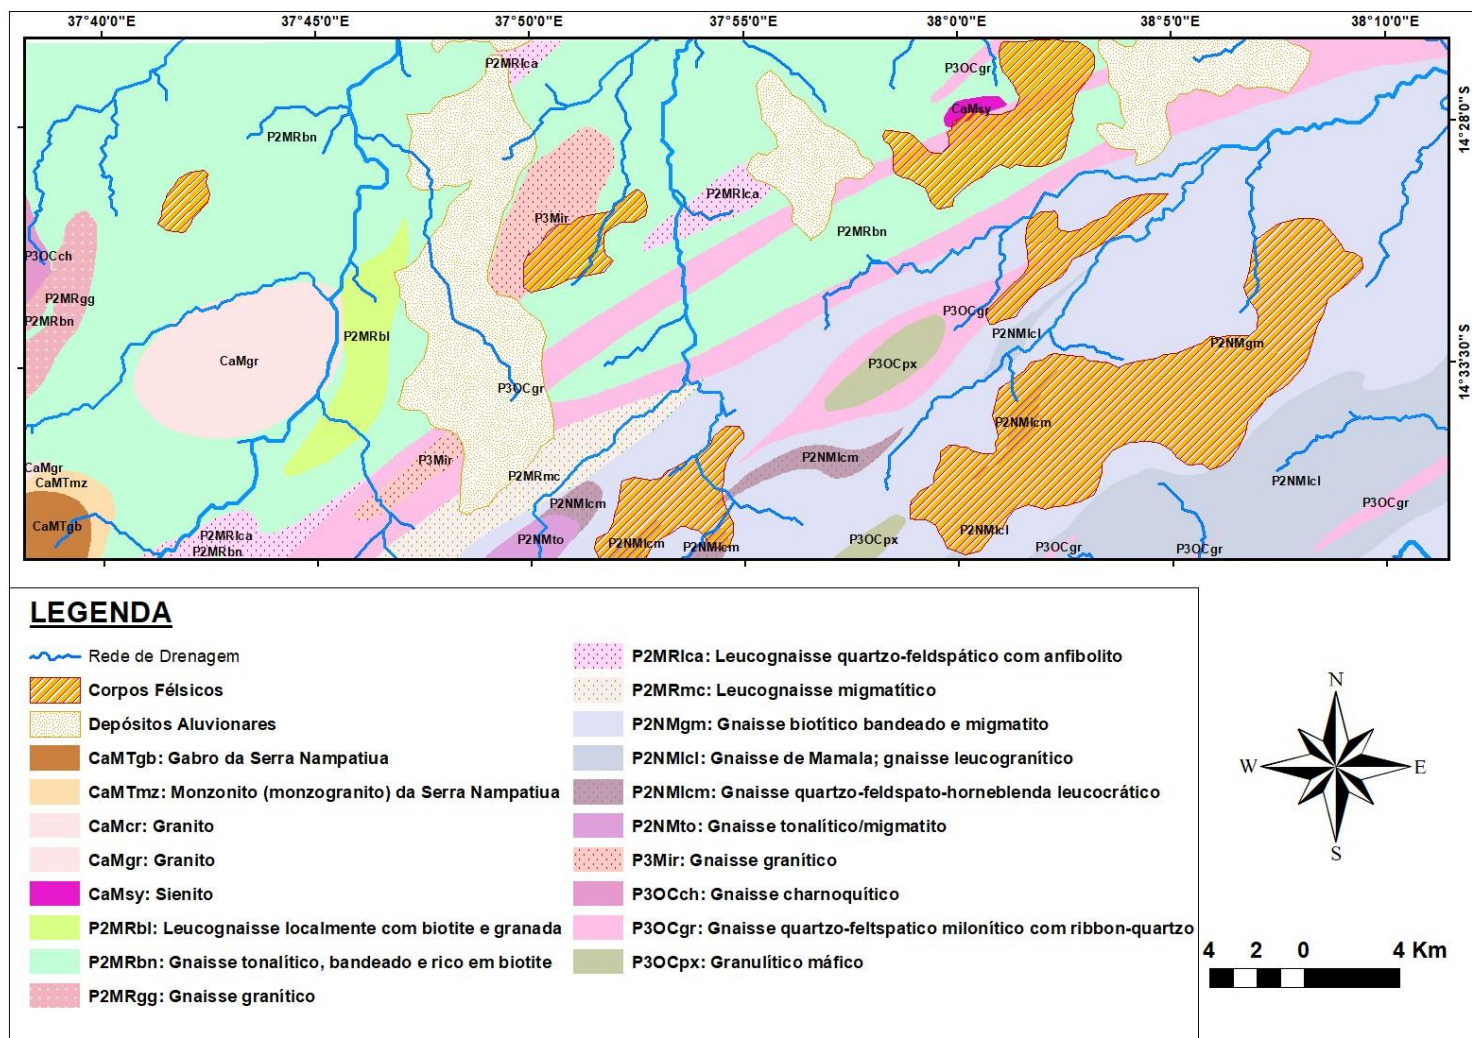 37°40'0"E 37°45'0"E 37°50'0"E 37°55'0"E 38°0'0"E 38°5'0"E 38°10'0"E
P2MRlca
P3OCgr
CaMsy
14°28'0"S
P2MRbn
P2MRlca
P3Mir
P2MRbn
P3OCch
P2MRgg
P3OCgr
P2MRbn
P2MRbl
P2NMlcl
P2NMgm
CaMgr
P3OCpx
14°33'30"S
P3OCgr
P2NMlcm
P3Mir
P2NMlcm
CaMgr
P2MRmc
CaMTmz
P2NMlcl
P2NMlcm
P3OCgr
CaMTgb
P2MRlca
P2NMto
P2NMlcm
P2NMlcl
P3OCpx
P2MRbn
P2NMlcm
P3OCgr
P3OCgr
LEGENDA
Rede de Drenagem
Corpos Félsicos
Depósitos Aluvionares
CaMTgb: Gabro da Serra Nampatiua
CaMTmz: Monzonito (monzogranito) da Serra Nampatiua
CaMcr: Granito
CaMgr: Granito
CaMsy: Sienito
P2MRbl: Leucognaisse localmente com biotite e granada
P2MRbn: Gnaisse tonalítico, bandeado e rico em biotite
P2MRgg: Gnaisse granítico
P2MRlca: Leucognaisse quartzo-feldspático com anfibolito
P2MRmc: Leucognaisse migmatítico
P2NMgm: Gnaisse biotítico bandeado e migmatito
P2NMlcl: Gnaisse de Mamala; gnaisse leucogranítico
P2NMlcm: Gnaisse quartzo-feldspato-horneblenda leucocrático
P2NMto: Gnaisse tonalítico/migmatito
P3Mir: Gnaisse granítico
P3OCch: Gnaisse charnoquítico
P3OCgr: Gnaisse quartzo-feltspatico milonítico com ribbon-quartzo
P3OCpx: Granulítico máfico
N
W E
S
4 2 0 4 Km